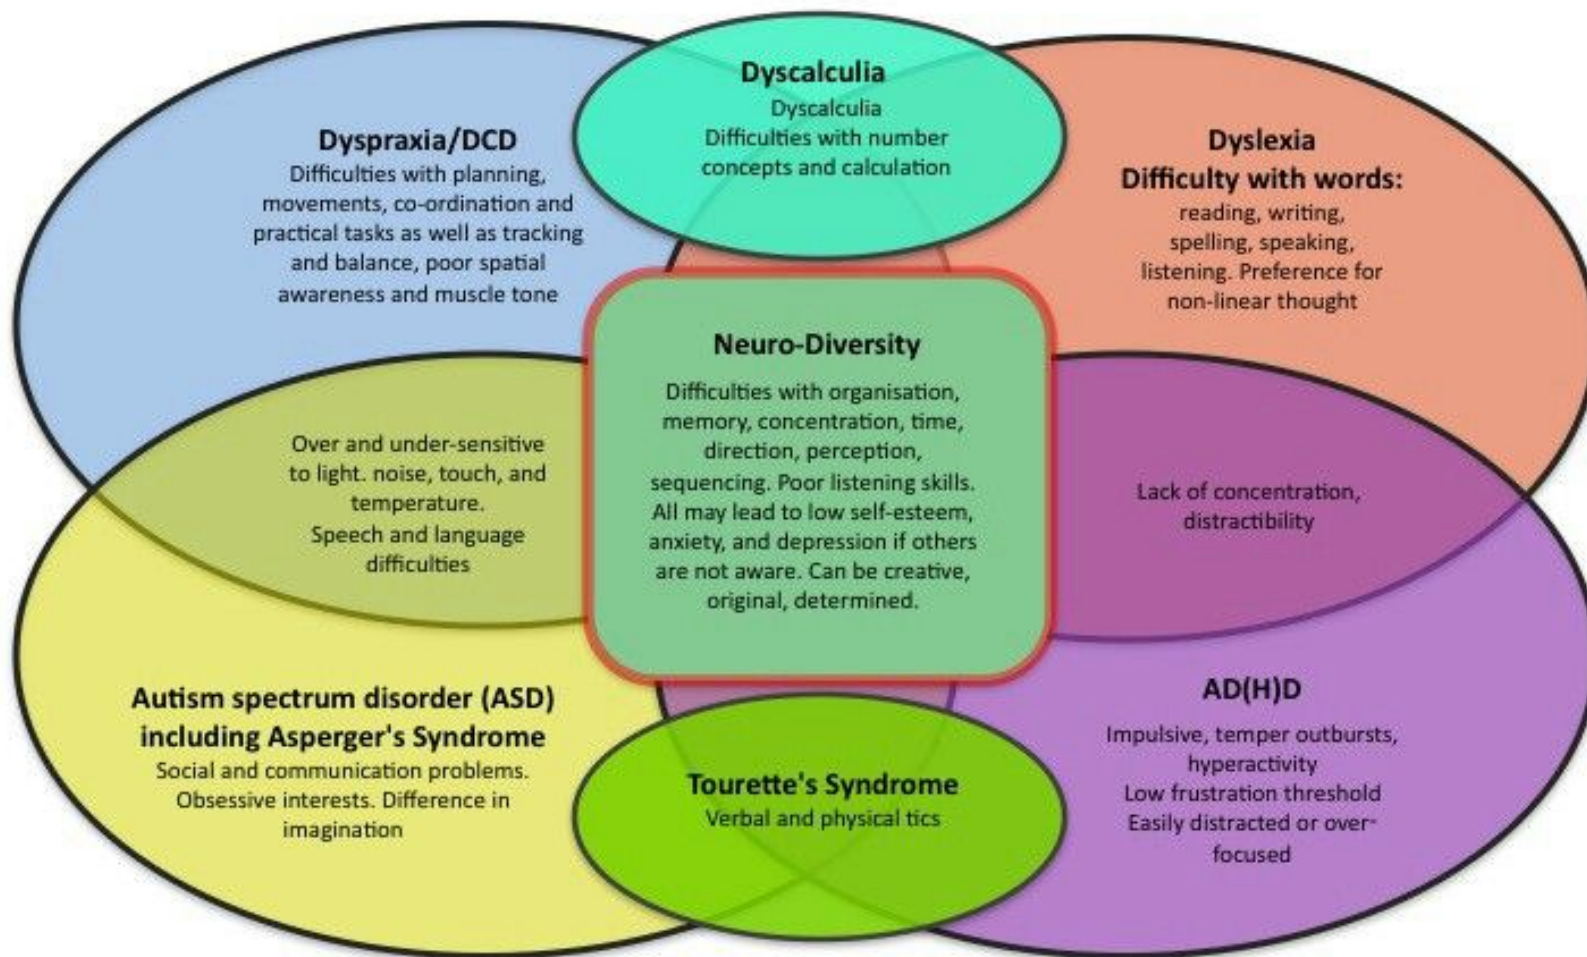 Dyscalculia
Dyscalculia
Difficulties with number
concepts and calculation
Dyspraxia/DCD
Difficulties with planning,
movements, co-ordination and
practical tasks as well as tracking
and balance, poor spatial
awareness and muscle tone
Dyslexia
Difficulty with words:
reading, writing,
spelling, speaking,
listening. Preference for
non-linear thought
Neuro-Diversity
Difficulties with organisation,
memory, concentration, time,
direction, perception,
sequencing. Poor listening skills.
All may lead to low self-esteem,
anxiety, and depression if others
are not aware. Can be creative,
original, determined.
Over and under-sensitive
to light. noise, touch, and
temperature.
Speech and language
difficulties
Lack of concentration,
distractibility
Autism spectrum disorder (ASD)
including Asperger's Syndrome
Social and communication problems.
Obsessive interests. Difference in
imagination
Tourette's Syndrome
Verbal and physical tics
AD(H)D
Impulsive, temper outbursts,
hyperactivity
Low frustration threshold
Easily distracted or over-
focused